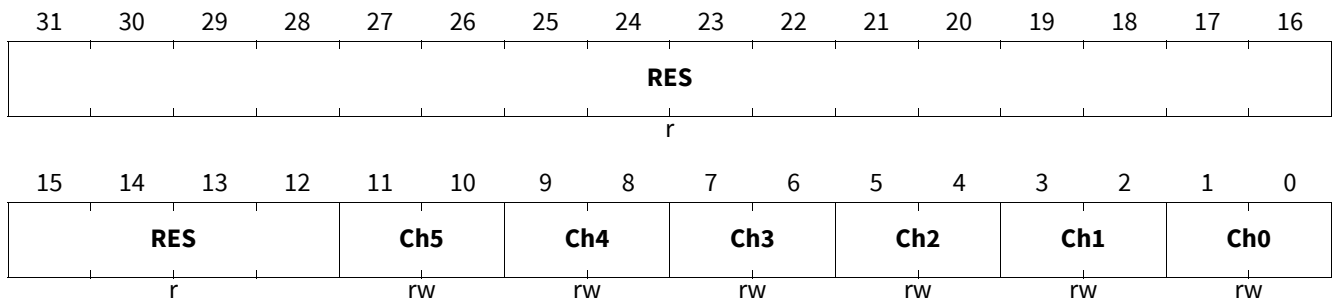 31 30 29 28 27 26 25 24 23 22 21 20 19 18 17 16
RES
r
15 14 13 12 11 10 9 8 7 6 5 4 3 2 1 0
RES Ch5 Ch4 Ch3 Ch2 Ch1 Ch0
r rw rw rw rw rw rw